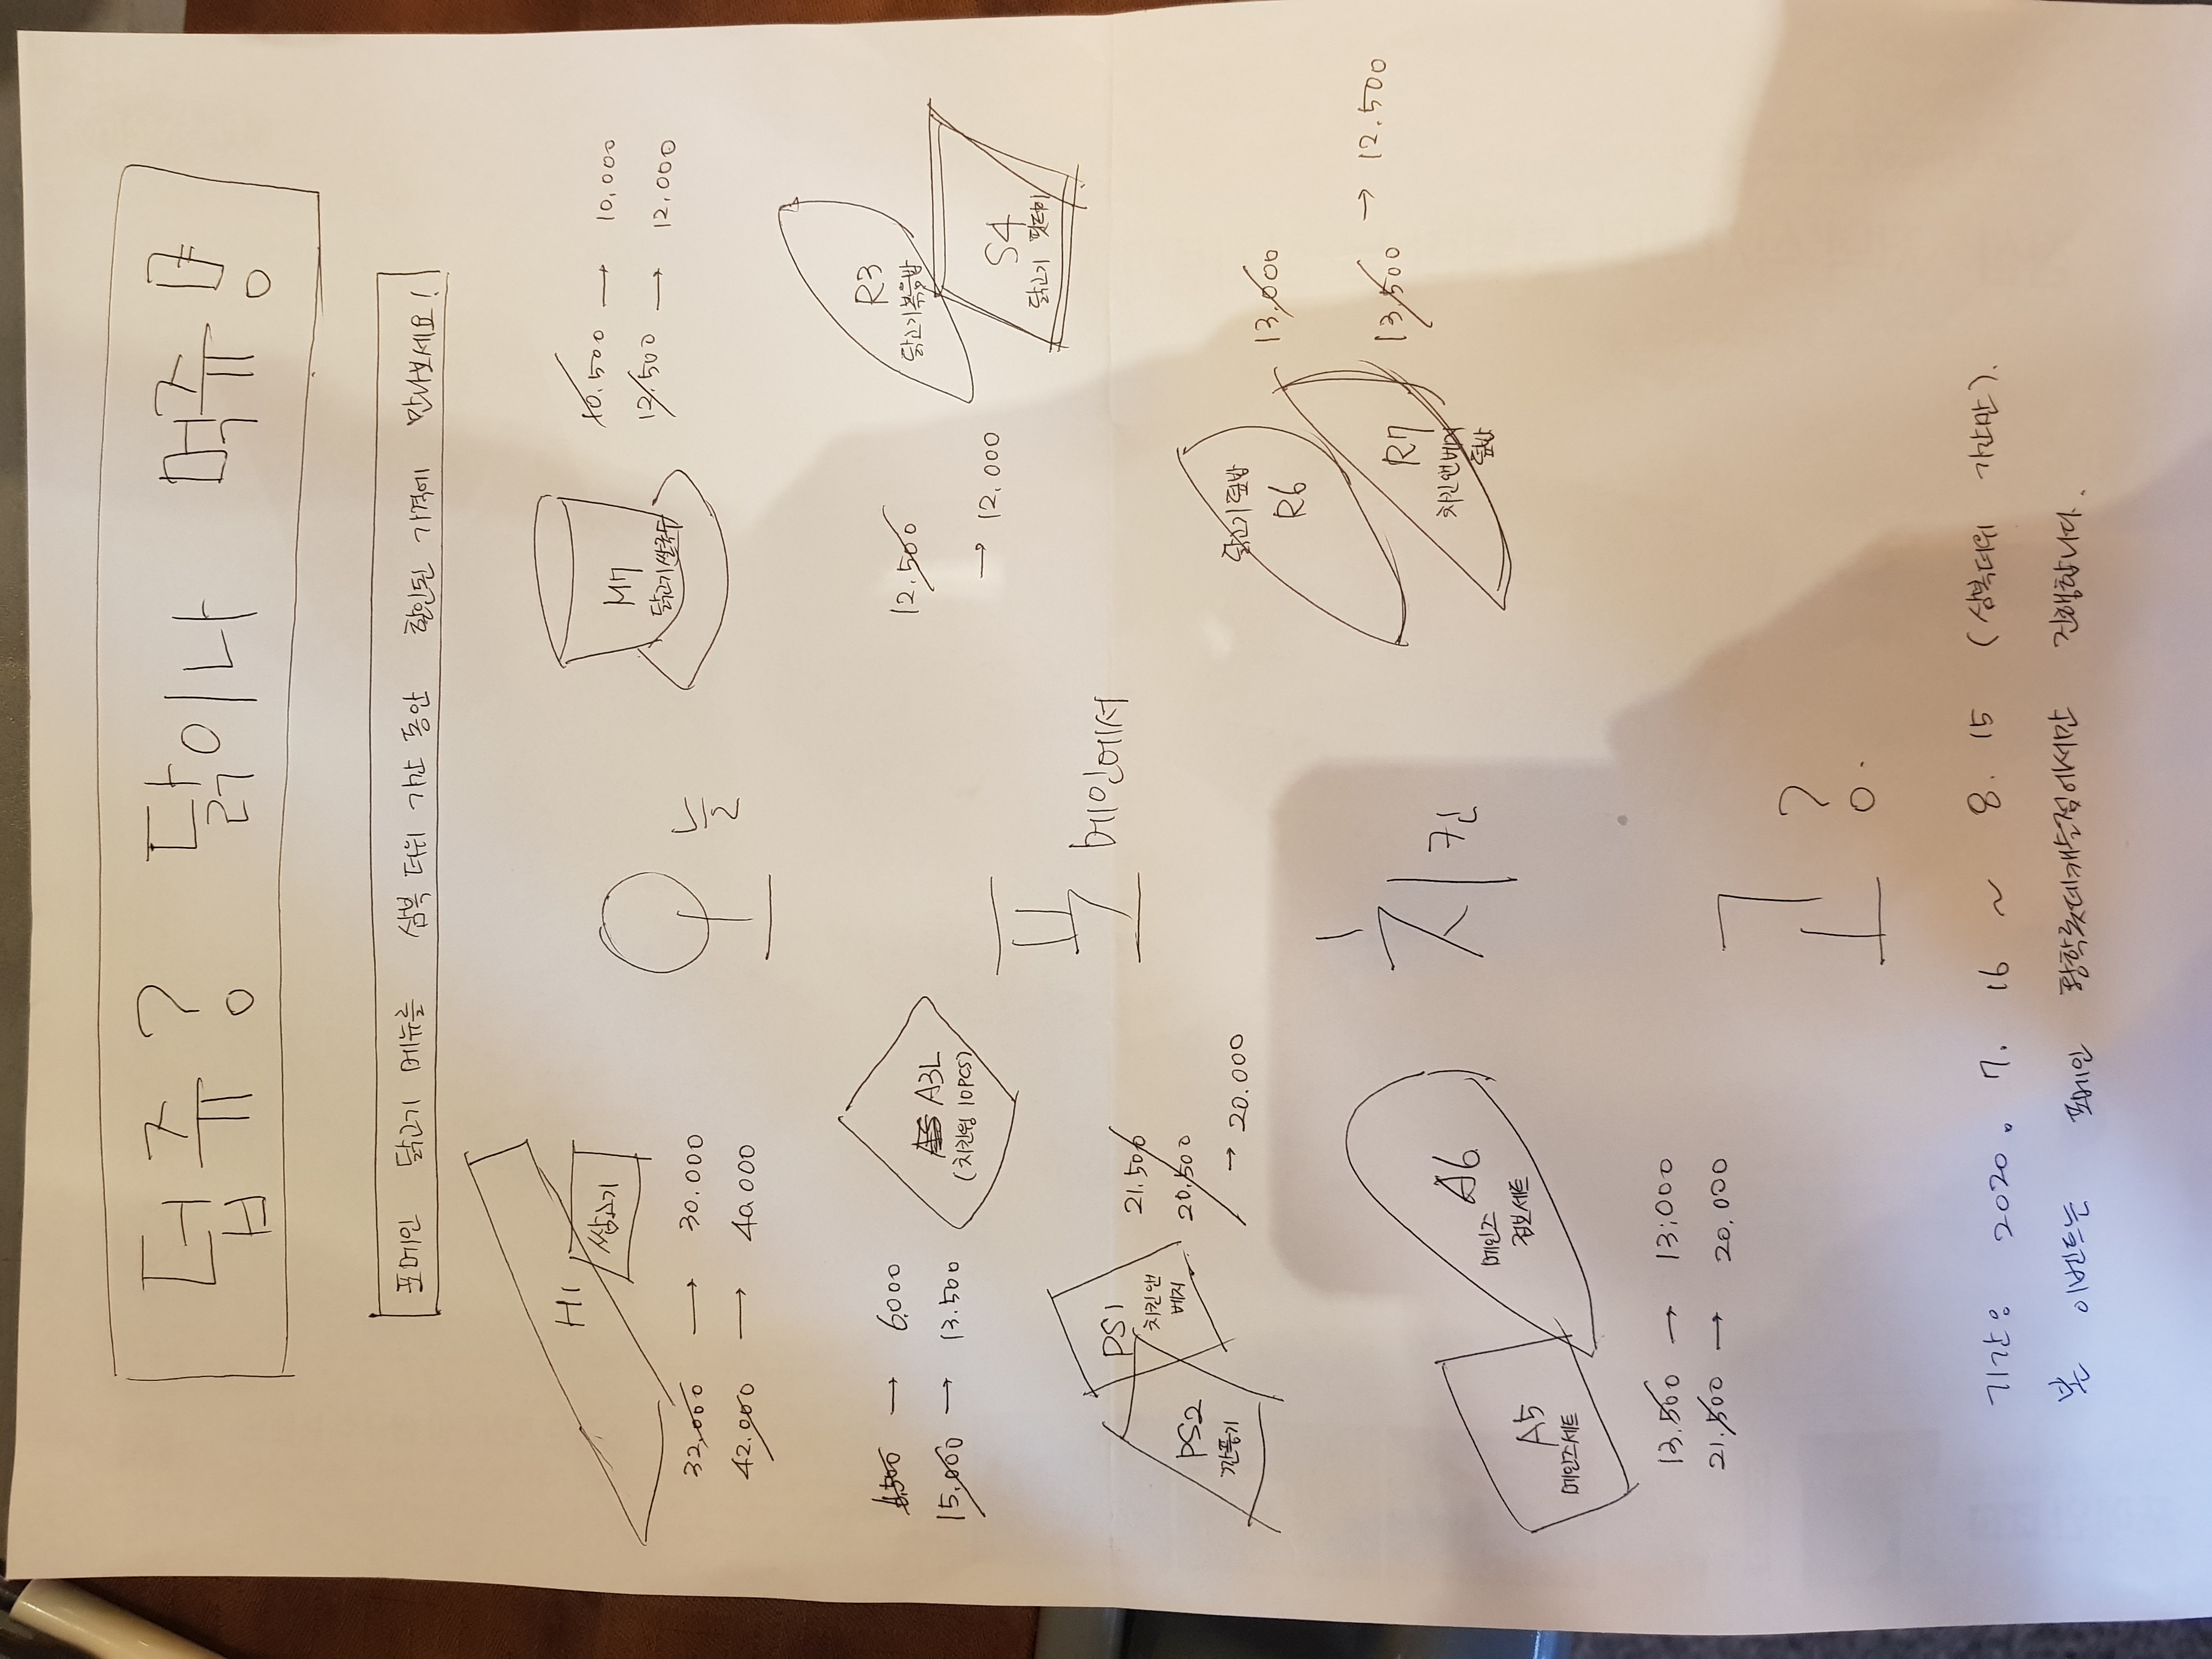 덥쥬? 닭이나 먹쥬!
포메인 닭고기 메뉴를 삼복 더위 기간 동안 할인된 가격에 만나보세요!
H1
쌈고기
32,000 → 30.000
42.000 → 40.000
오늘
M7
닭고기쌀국수
10.500 → 10,000
12,500 → 12,000
6,500 → 6000
15,000 → 13.500
A5 A3L
(치킨윙 10PCS)
12.500
→ 12.000
R3
닭고기볶음밥
S4
닭고기 팟타이
포메인에서
PS1
치킨앤
베지
PS2
깐풍기
21.500
20,500
→ 20.000
닭고기덮밥
R6
R7
치킨앤베지
덮밥
13.000
13,500 → 12.500
치킨
A6
메인즈
점보세트
A5
메인즈세트
13.500 → 13,000
21.500 → 20,000
고?
기간: 2020. 7. 16 ~ 8. 15 (삼복더위 기간만).
본 이벤트는 포메인 황학롯데캐슬점에서만 진행합니다.